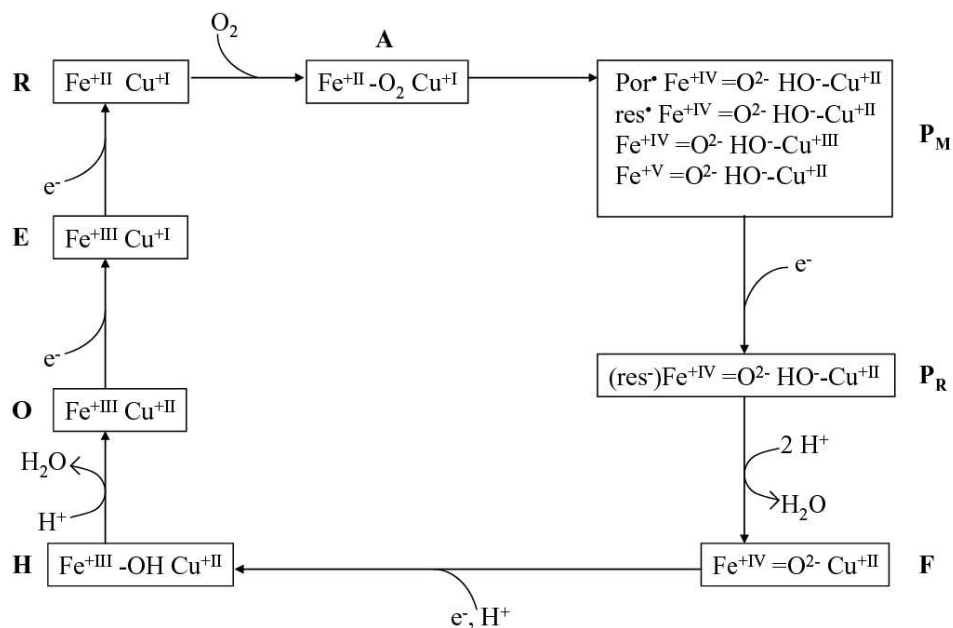 O₂
A
R
Fe⁺ᴵᴵ Cu⁺ᴵ
Fe⁺ᴵᴵ -O₂ Cu⁺ᴵ
Por• Fe⁺ᴵⱽ=O²⁻ HO⁻-Cu⁺ᴵᴵ
res• Fe⁺ᴵⱽ=O²⁻ HO⁻-Cu⁺ᴵᴵ
Fe⁺ᴵⱽ=O²⁻ HO⁻-Cu⁺ᴵᴵᴵ
Fe⁺ⱽ =O²⁻ HO⁻-Cu⁺ᴵᴵ
P_M
e⁻
E
Fe⁺ᴵᴵᴵ Cu⁺ᴵ
e⁻
e⁻
(res⁻)Fe⁺ᴵⱽ =O²⁻ HO⁻-Cu⁺ᴵᴵ
P_R
O
Fe⁺ᴵᴵᴵ Cu⁺ᴵᴵ
H₂O
H⁺
2 H⁺
H₂O
H
Fe⁺ᴵᴵᴵ -OH Cu⁺ᴵᴵ
Fe⁺ᴵⱽ =O²⁻ Cu⁺ᴵᴵ
F
e⁻, H⁺